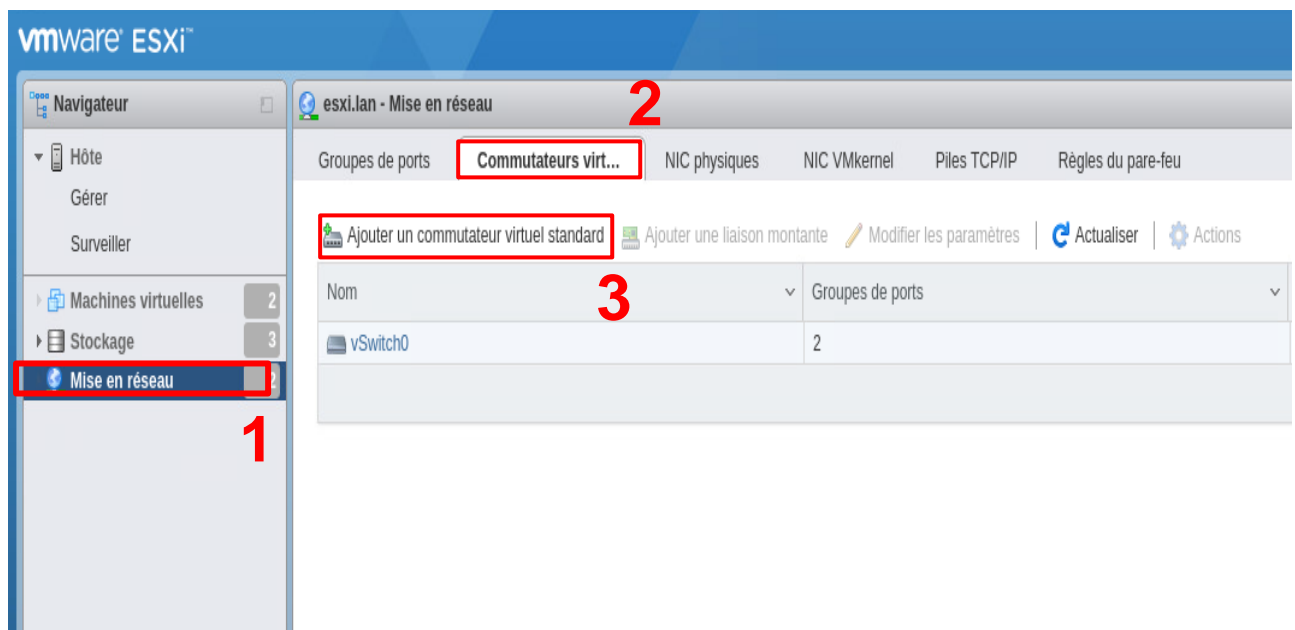 vmware ESXi™
Navigateur
esxi.lan - Mise en réseau
2
Hôte
Gérer
Surveiller
Machines virtuelles 2
Stockage 3
Mise en réseau 2
1
Groupes de ports Commutateurs virt... NIC physiques NIC VMkernel Piles TCP/IP Règles du pare-feu
Ajouter un commutateur virtuel standard Ajouter une liaison montante Modifier les paramètres Actualiser Actions
3
Nom Groupes de ports
vSwitch0 2